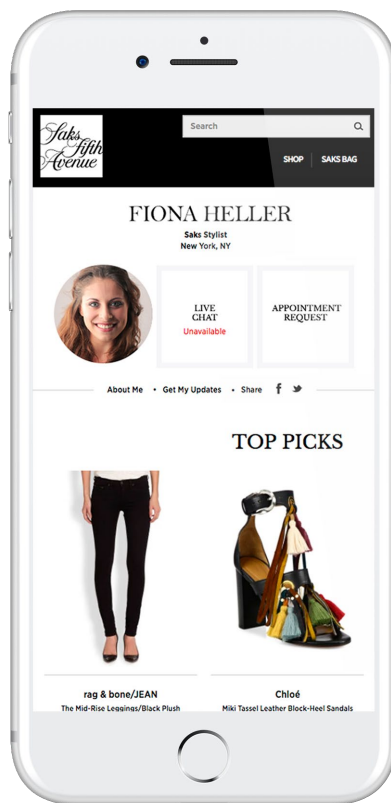 Saks
fifth
Avenue
Search
SHOP
SAKS BAG
FIONA HELLER
Saks Stylist
New York, NY
LIVE
CHAT
Unavailable
APPOINTMENT
REQUEST
About Me • Get My Updates • Share
TOP PICKS
rag & bone/JEAN
The Mid-Rise Leggings/Black Plush
Chloé
Miki Tassel Leather Block-Heel Sandals